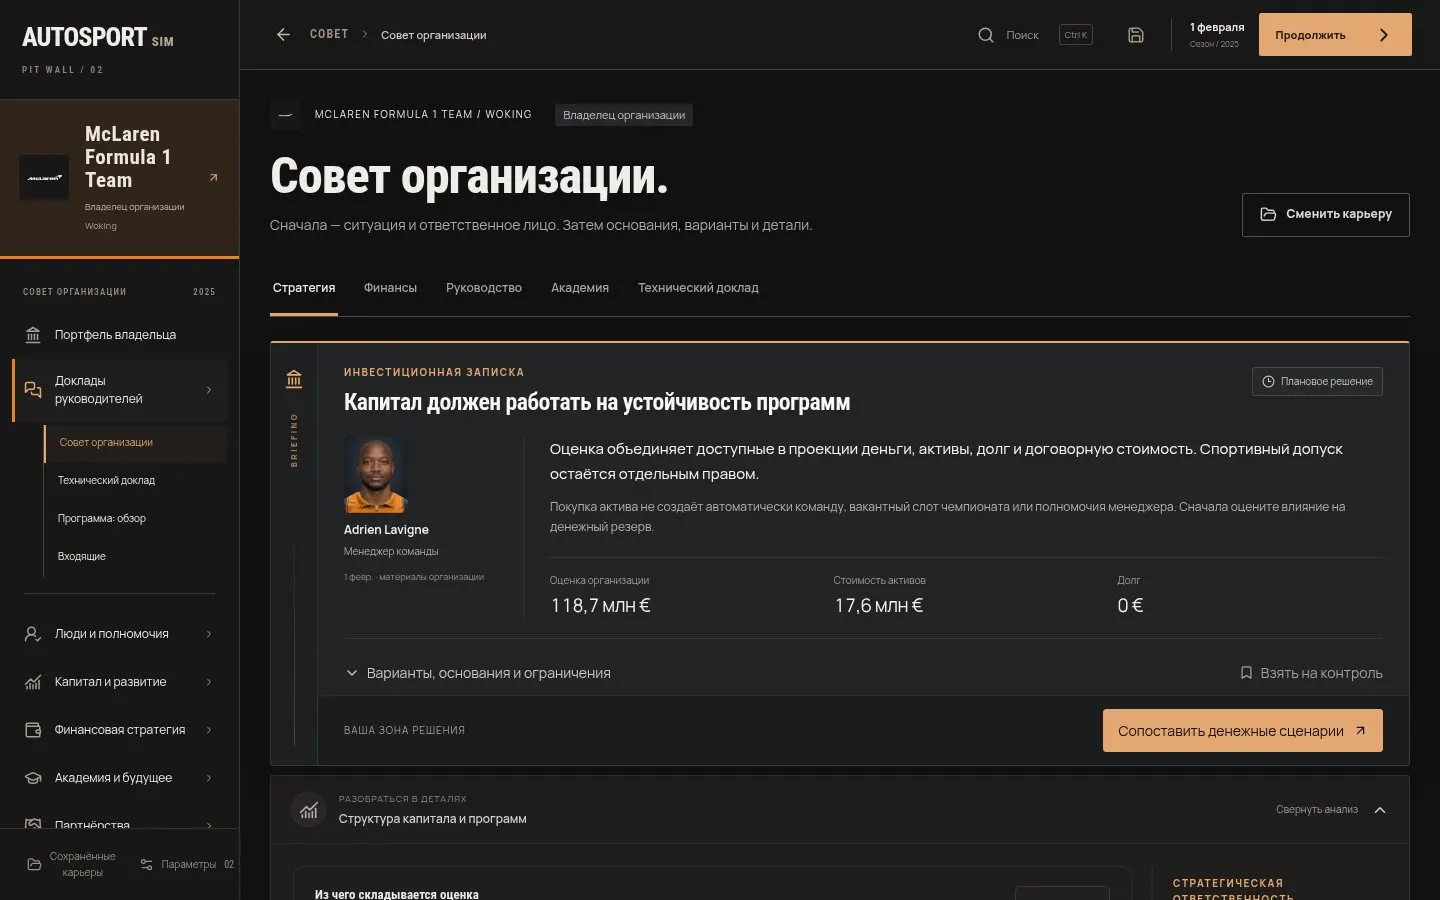 AUTOSPORT SIM
PIT WALL / 02
McLaren
Formula 1
Team
Владелец организации
Woking
СОВЕТ ОРГАНИЗАЦИИ 2025
Портфель владельца
Доклады
руководителей
Совет организации
Технический доклад
Программа: обзор
Входящие
Люди и полномочия
Капитал и развитие
Финансовая стратегия
Академия и будущее
Партнёрства
Сохранённые
карьеры
Параметры 02
СОВЕТ Совет организации
Поиск Ctrl K
1 февраля
Сезон / 2025
Продолжить
MCLAREN FORMULA 1 TEAM / WOKING Владелец организации
Совет организации.
Сначала — ситуация и ответственное лицо. Затем основания, варианты и детали.
Сменить карьеру
Стратегия Финансы Руководство Академия Технический доклад
BRIEFING
ИНВЕСТИЦИОННАЯ ЗАПИСКА
Капитал должен работать на устойчивость программ
Плановое решение
Adrien Lavigne
Менеджер команды
1 февр. · материалы организации
Оценка объединяет доступные в проекции деньги, активы, долг и договорную стоимость. Спортивный допуск
остаётся отдельным правом.
Покупка актива не создаёт автоматически команду, вакантный слот чемпионата или полномочия менеджера. Сначала оцените влияние на
денежный резерв.
Оценка организации Стоимость активов Долг
118,7 млн € 17,6 млн € 0 €
Варианты, основания и ограничения
Взять на контроль
ВАША ЗОНА РЕШЕНИЯ
Сопоставить денежные сценарии
РАЗОБРАТЬСЯ В ДЕТАЛЯХ
Структура капитала и программ
Свернуть анализ
Из чего складывается оценка
СТРАТЕГИЧЕСКАЯ
ОТВЕТСТВЕННОСТЬ